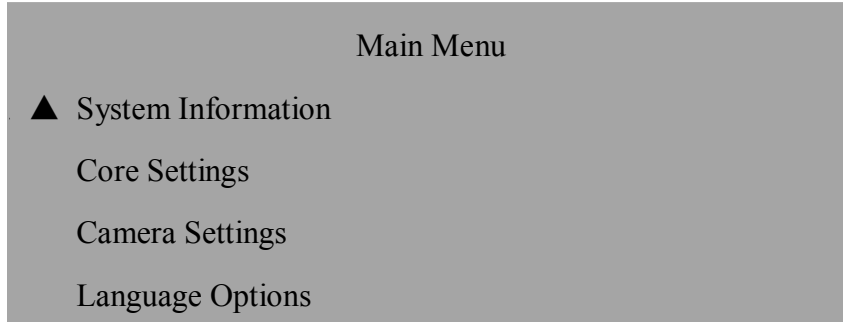 Main Menu
▲ System Information
Core Settings
Camera Settings
Language Options